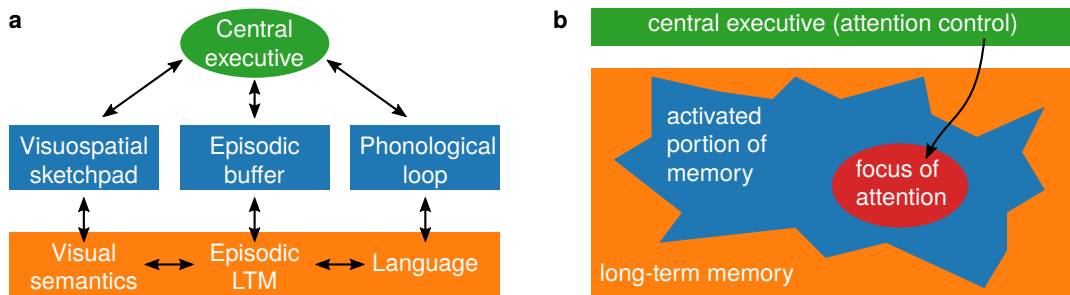 a
Central
executive
Visuospatial
sketchpad
Episodic
buffer
Phonological
loop
Visual
semantics
Episodic
LTM
Language
b
central executive (attention control)
activated
portion of
memory
focus of
attention
long-term memory